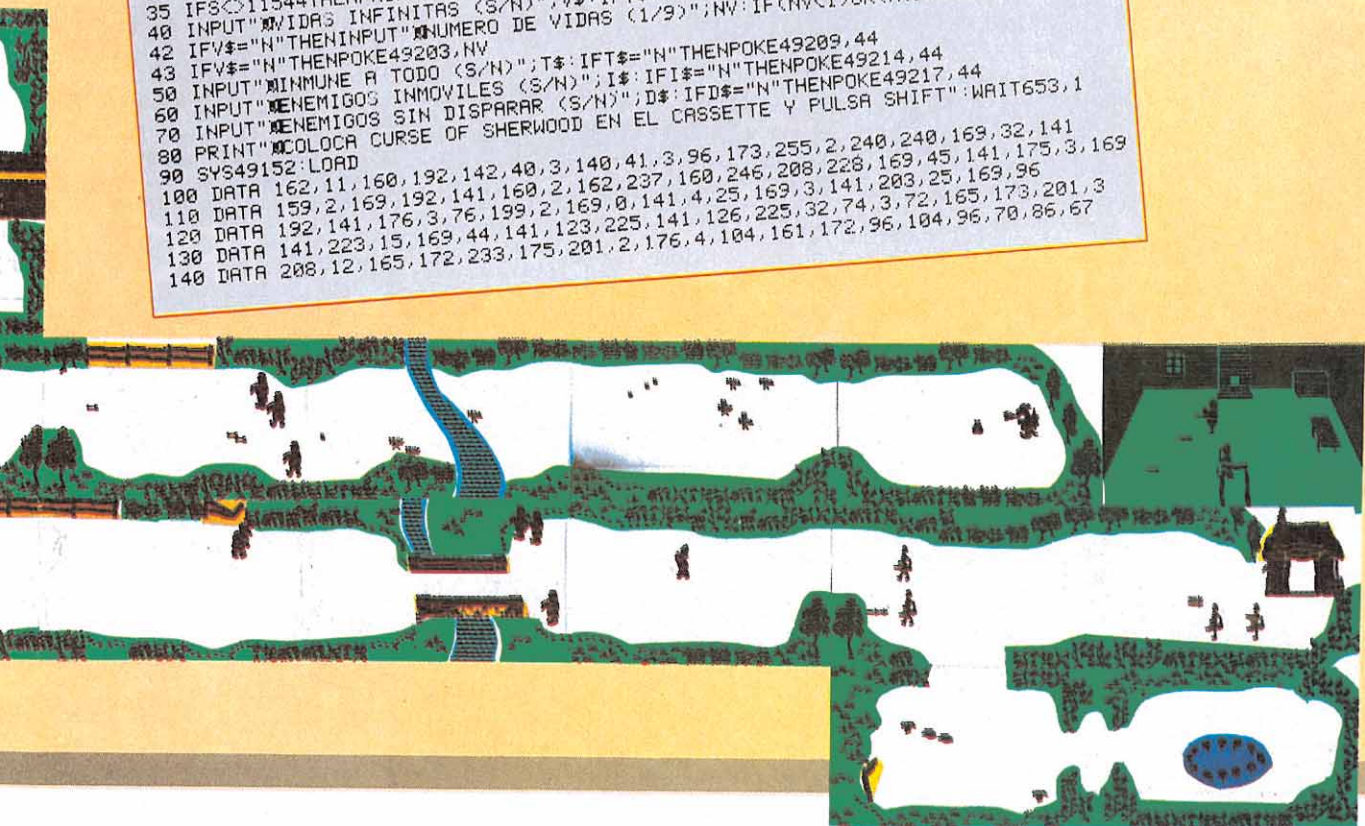 35 IFS<>11544THEN
40 INPUT"VIDAS INFINITAS (S/N)";V$:
42 IFV$="N"THENINPUT"NUMERO DE VIDAS (1/9)";NV:IF(NV<1)OR
43 IFV$="N"THENPOKE49203,NV
50 INPUT"INMUNE A TODO (S/N)";T$:IFT$="N"THENPOKE49209,44
60 INPUT"ENEMIGOS INMOVILES (S/N)";I$:IFI$="N"THENPOKE49214,44
70 INPUT"ENEMIGOS SIN DISPARAR (S/N)";D$:IFD$="N"THENPOKE49217,44
80 PRINT"COLOCA CURSE OF SHERWOOD EN EL CASSETTE Y PULSA SHIFT":WAIT653,1
90 SYS49152:LOAD
100 DATA 162,11,160,192,142,40,3,140,41,3,96,173,255,2,240,240,169,32,141
110 DATA 159,2,169,192,141,160,2,162,237,160,246,208,228,169,45,141,175,3,169
120 DATA 192,141,176,3,76,199,2,169,0,141,4,25,169,3,141,203,25,169,96
130 DATA 141,223,15,169,44,141,123,225,141,126,225,32,74,3,72,165,173,201,3
140 DATA 208,12,165,172,233,175,201,2,176,4,104,161,172,96,104,96,70,86,67